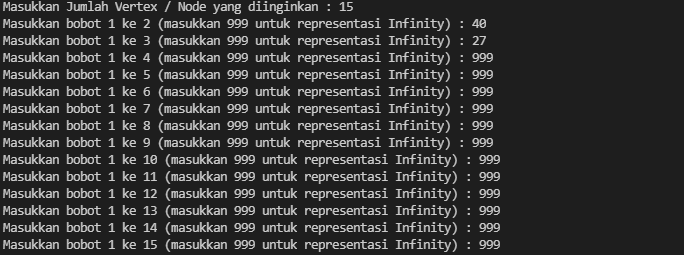 Masukkan Jumlah Vertex / Node yang diinginkan : 15
Masukkan bobot 1 ke 2 (masukkan 999 untuk representasi Infinity) : 40
Masukkan bobot 1 ke 3 (masukkan 999 untuk representasi Infinity) : 27
Masukkan bobot 1 ke 4 (masukkan 999 untuk representasi Infinity) : 999
Masukkan bobot 1 ke 5 (masukkan 999 untuk representasi Infinity) : 999
Masukkan bobot 1 ke 6 (masukkan 999 untuk representasi Infinity) : 999
Masukkan bobot 1 ke 7 (masukkan 999 untuk representasi Infinity) : 999
Masukkan bobot 1 ke 8 (masukkan 999 untuk representasi Infinity) : 999
Masukkan bobot 1 ke 9 (masukkan 999 untuk representasi Infinity) : 999
Masukkan bobot 1 ke 10 (masukkan 999 untuk representasi Infinity) : 999
Masukkan bobot 1 ke 11 (masukkan 999 untuk representasi Infinity) : 999
Masukkan bobot 1 ke 12 (masukkan 999 untuk representasi Infinity) : 999
Masukkan bobot 1 ke 13 (masukkan 999 untuk representasi Infinity) : 999
Masukkan bobot 1 ke 14 (masukkan 999 untuk representasi Infinity) : 999
Masukkan bobot 1 ke 15 (masukkan 999 untuk representasi Infinity) : 999